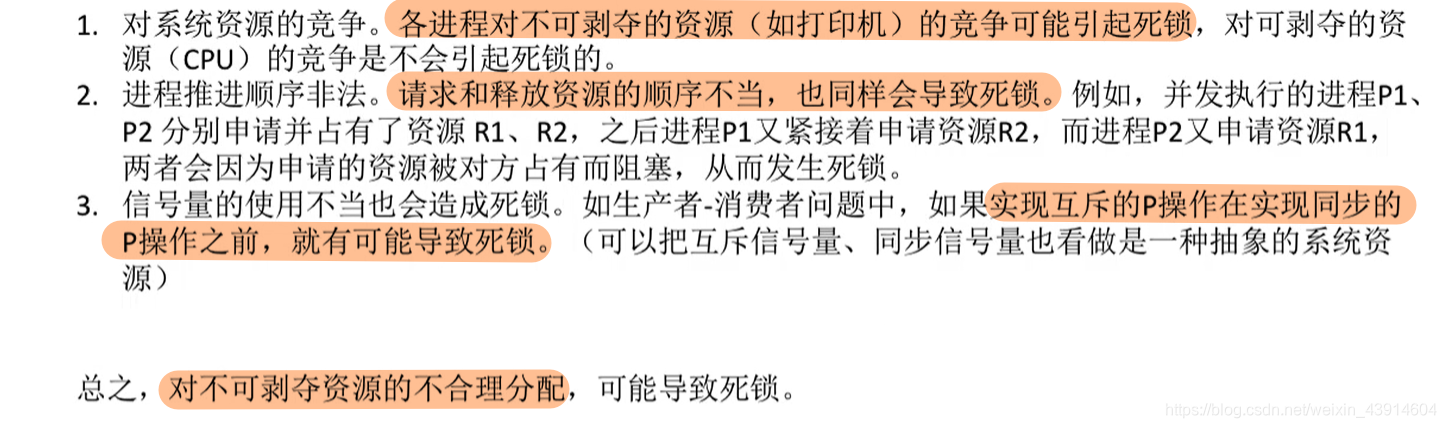 1. 对系统资源的竞争。各进程对不可剥夺的资源（如打印机）的竞争可能引起死锁，对可剥夺的资
源（CPU）的竞争是不会引起死锁的。
2. 进程推进顺序非法。请求和释放资源的顺序不当，也同样会导致死锁。例如，并发执行的进程P1、
P2 分别申请并占有了资源 R1、R2，之后进程P1又紧接着申请资源R2，而进程P2又申请资源R1，
两者会因为申请的资源被对方占有而阻塞，从而发生死锁。
3. 信号量的使用不当也会造成死锁。如生产者-消费者问题中，如果实现互斥的P操作在实现同步的
P操作之前，就有可能导致死锁。（可以把互斥信号量、同步信号量也看做是一种抽象的系统资
源）
总之，对不可剥夺资源的不合理分配，可能导致死锁。
https://blog.csdn.net/weixin_43914604